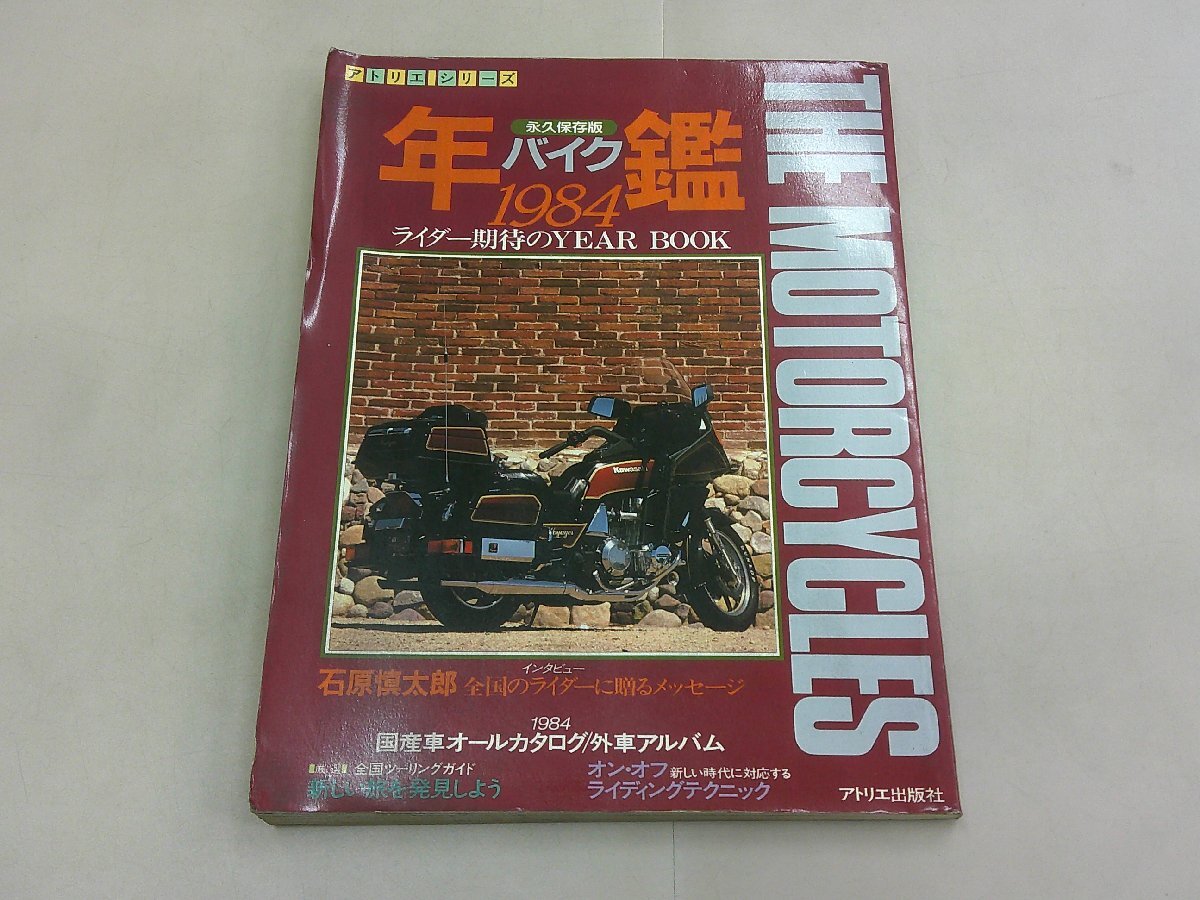 アトリエシリーズ
永久保存版
年バイク鑑
1984
ライダー期待のYEAR BOOK
THE MOTORCYCLES
Kawasaki
インタビュー
石原慎太郎 全国のライダーに贈るメッセージ
1984
国産車オールカタログ/外車アルバム
全国ツーリングガイド
新しい旅を発見しよう
オン・オフ 新しい時代に対応する
ライディングテクニック
アトリエ出版社